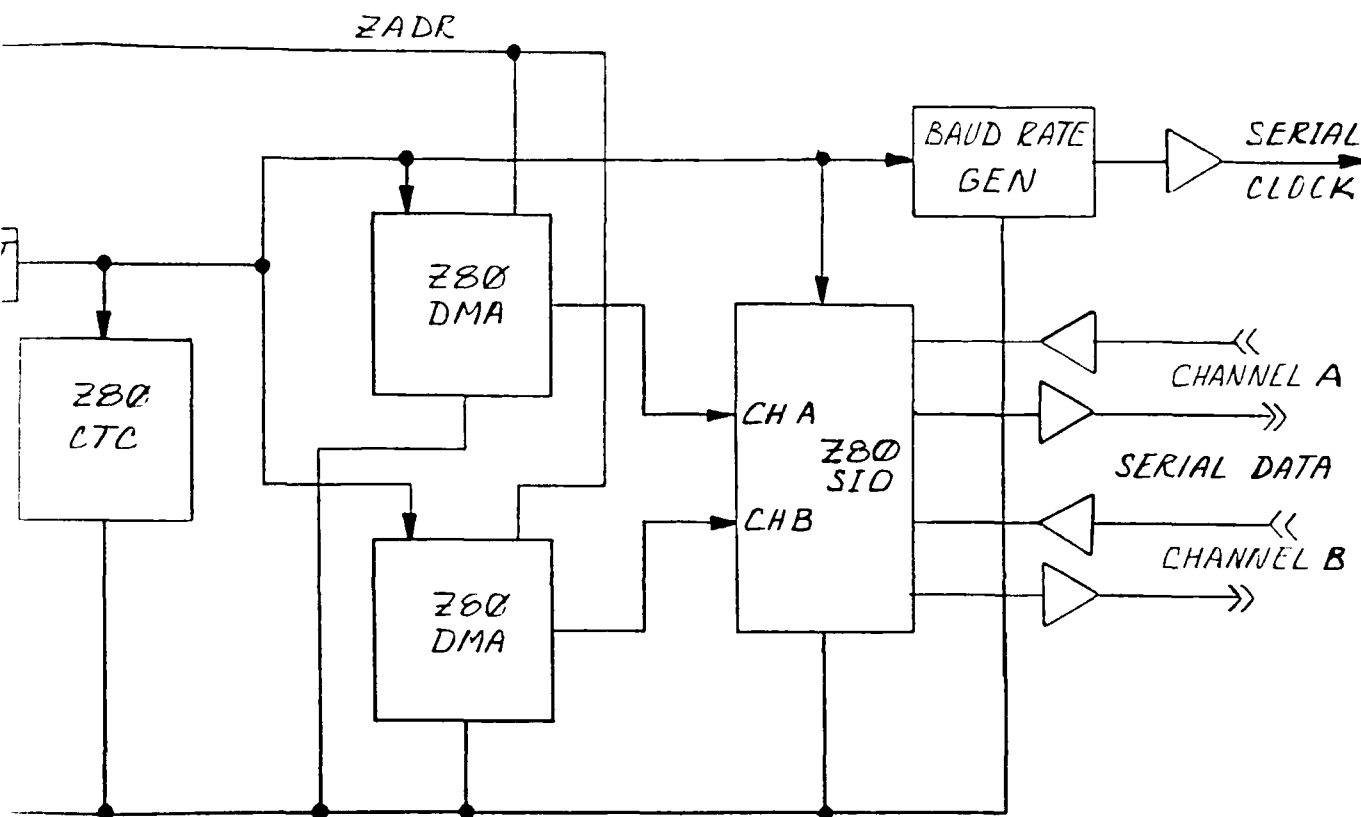 ZADR
BAUD RATE
GEN
SERIAL
CLOCK
Z80
DMA
Z80
CTC
CH A
Z80
SIO
CHB
CHANNEL A
SERIAL DATA
CHANNEL B
Z80
DMA